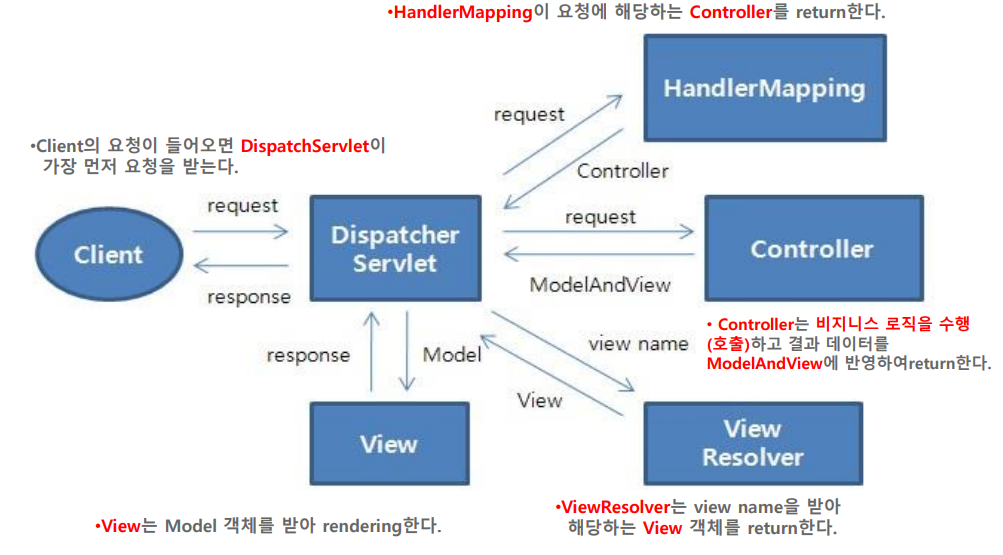 •HandlerMapping이 요청에 해당하는 Controller를 return한다.
HandlerMapping
request
Controller
•Client의 요청이 들어오면 DispatchServlet이
가장 먼저 요청을 받는다.
request
Client
response
Dispatcher
Servlet
request
ModelAndView
Controller
• Controller는 비지니스 로직을 수행
(호출)하고 결과 데이터를
ModelAndView에 반영하여return한다.
response
Model
view name
View
View
View
Resolver
•View는 Model 객체를 받아 rendering한다.
•ViewResolver는 view name을 받아
해당하는 View 객체를 return한다.